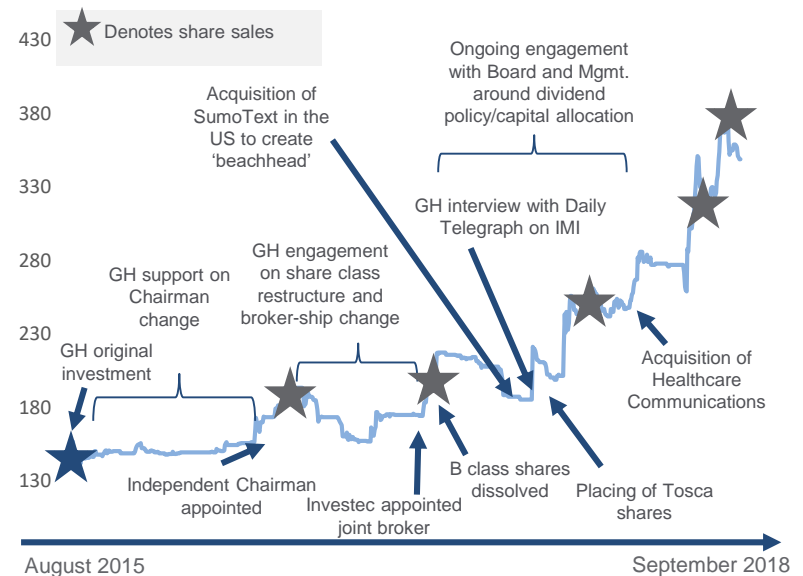 Denotes share sales
430
380
330
280
230
180
130
Ongoing engagement
with Board and Mgmt.
around dividend
policy/capital allocation
Acquisition of
SumoText in the
US to create
‘beachhead’
GH interview with Daily
Telegraph on IMI
GH engagement
on share class
restructure and
broker-ship change
GH support on
Chairman
change
GH original
investment
Acquisition of
Healthcare
Communications
Independent Chairman
appointed
Investec appointed
joint broker
B class shares
dissolved
Placing of Tosca
shares
August 2015
September 2018